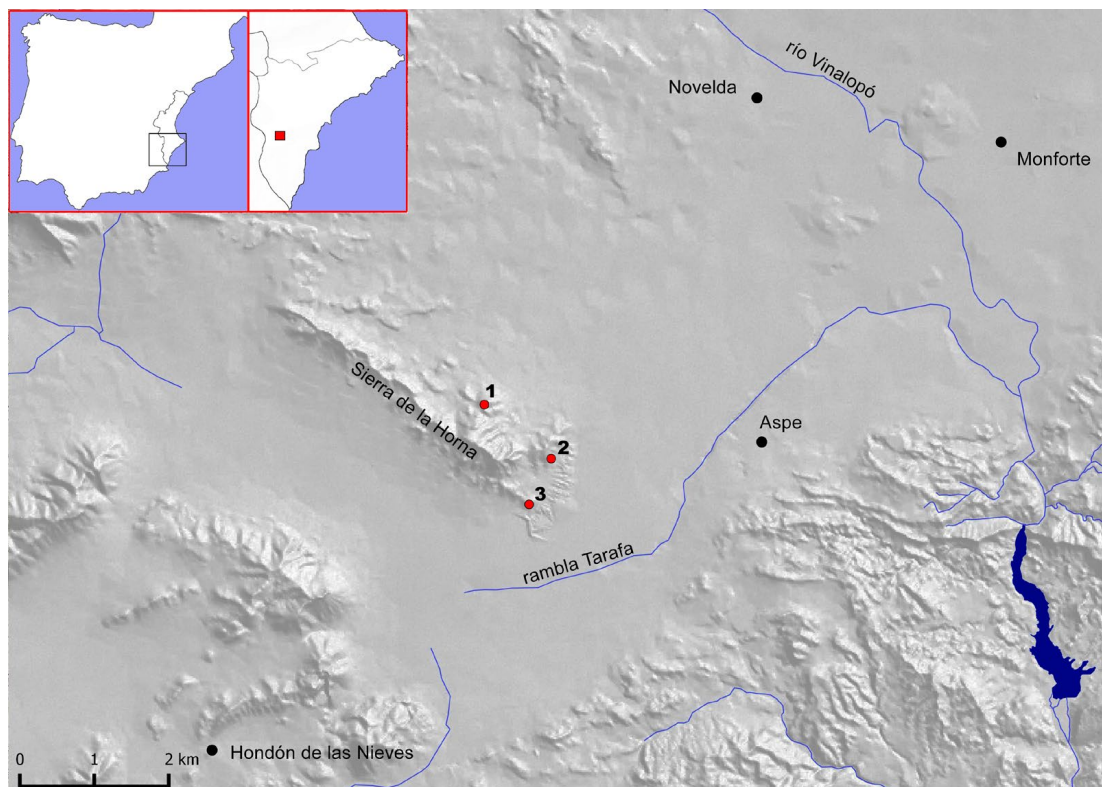 río Vinalopó
Novelda
Monforte
Sierra de la Horna
1
2
3
Aspe
rambla Tarafa
Hondón de las Nieves
0 1 2 km